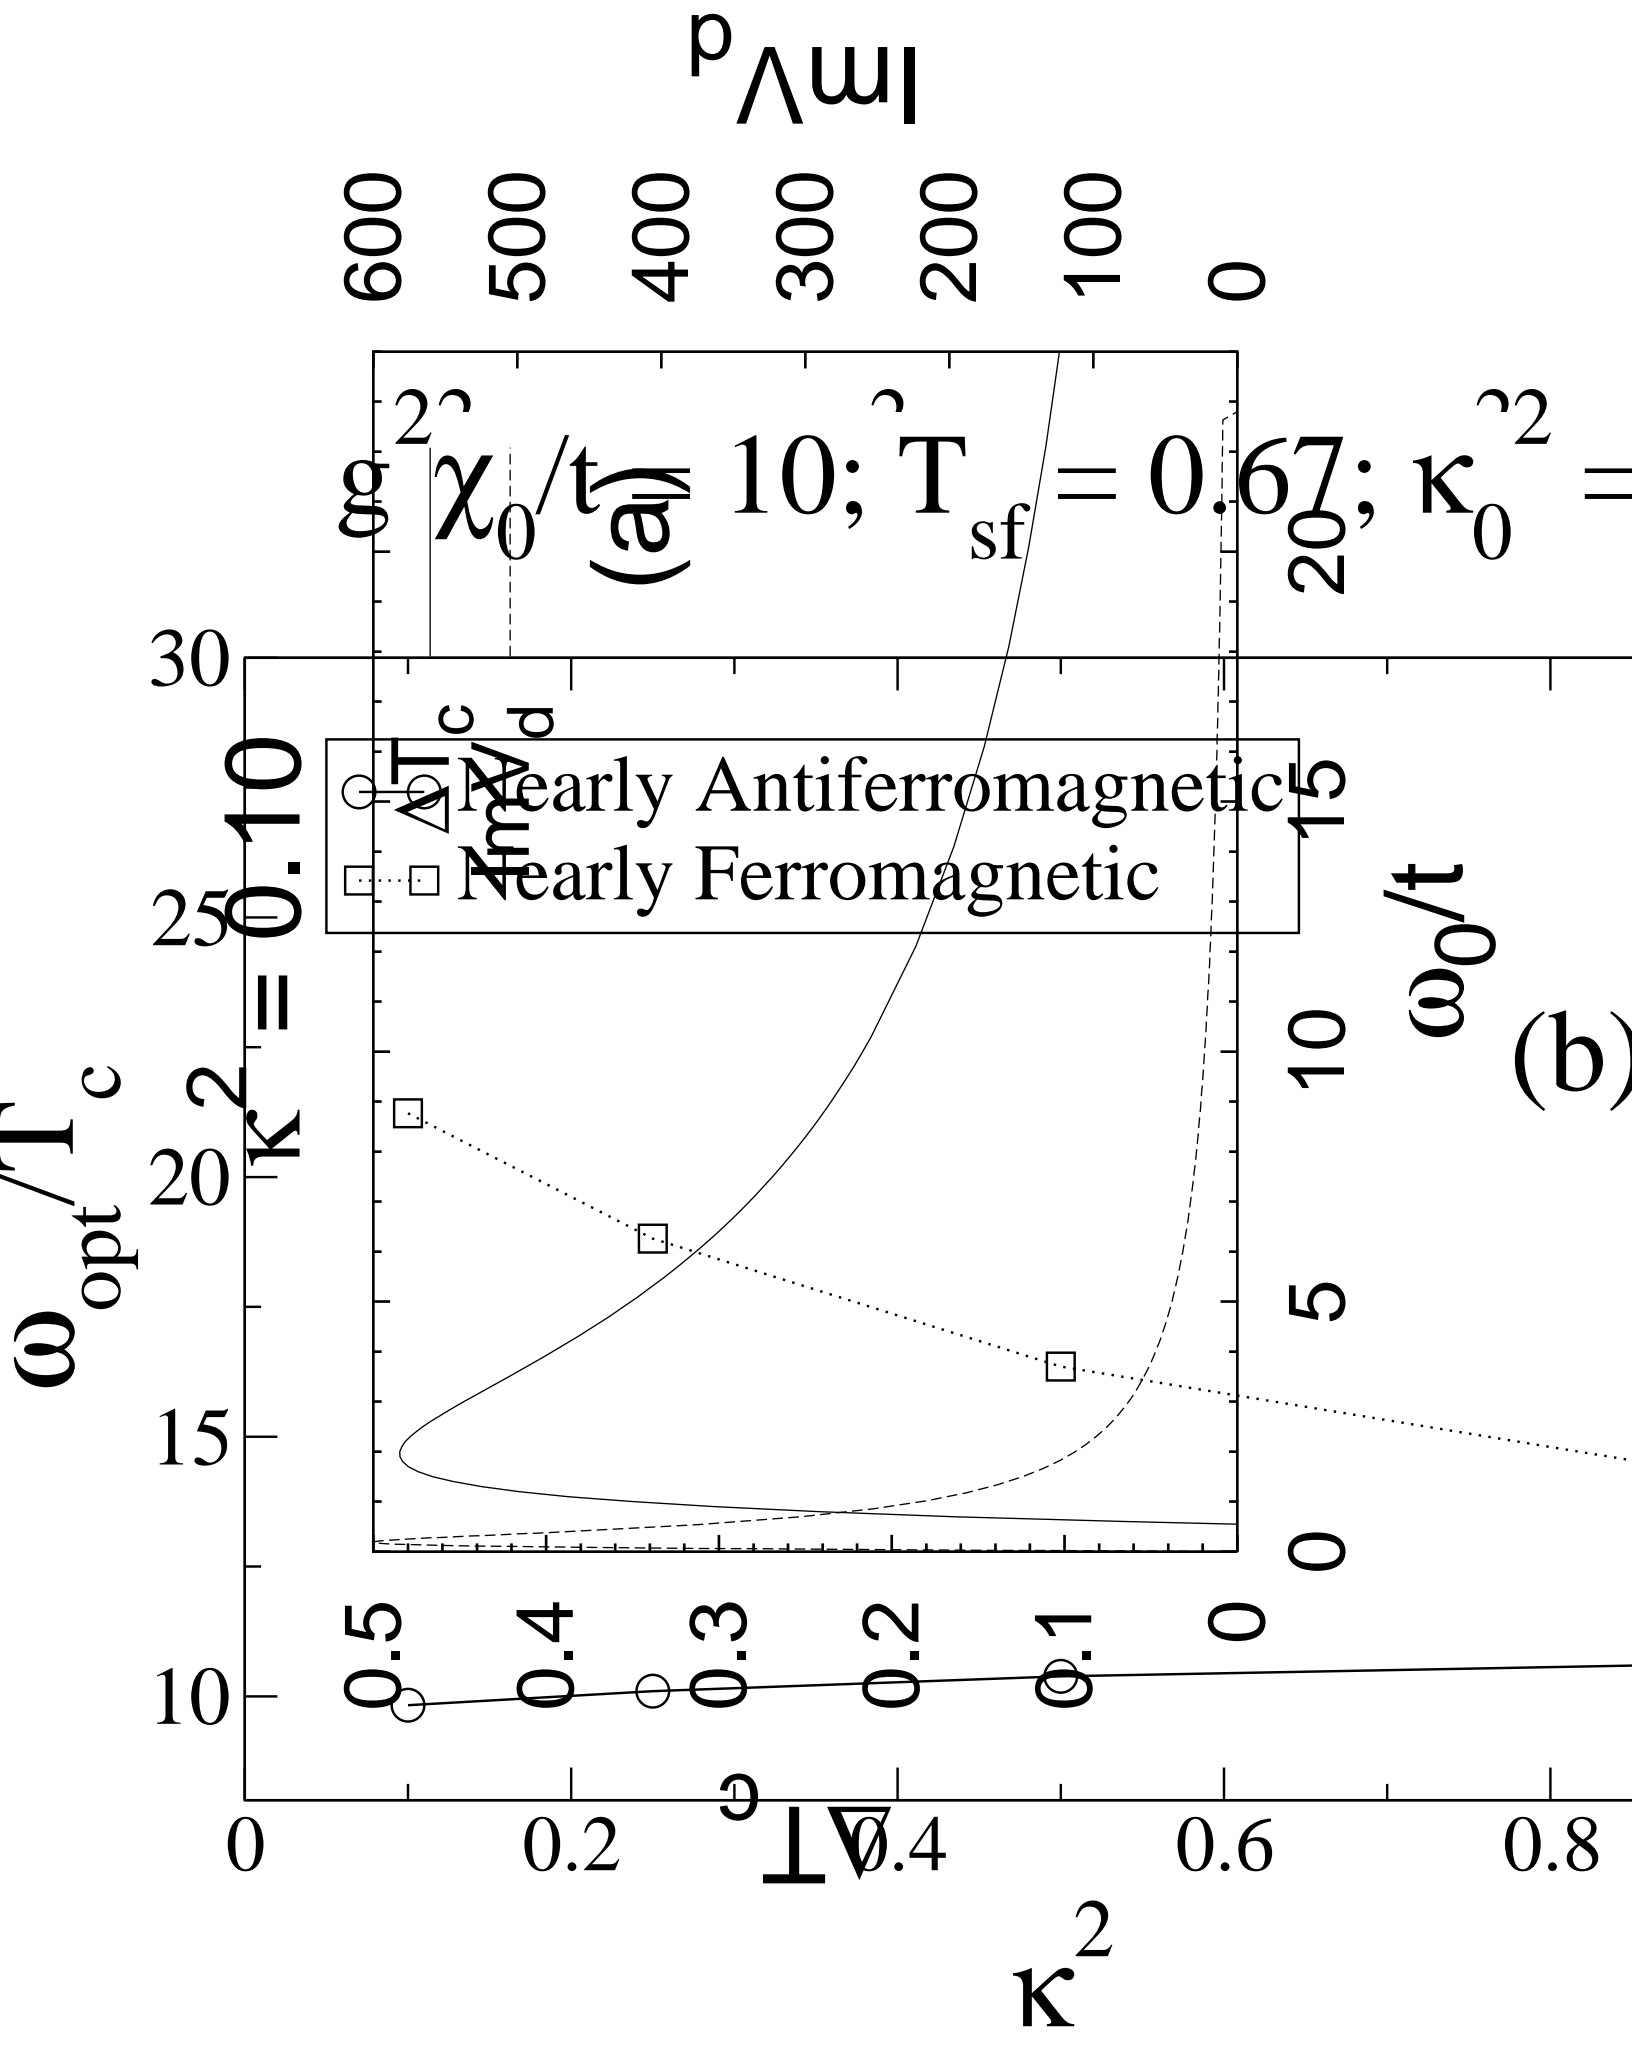 ImV_d
600 500 400 300 200 100 0
g²χ₀/t = 10; T_sf = 0.67; κ₀² =
(a)
κ² = 0.10
ΔT_c
ImV_d
Nearly Antiferromagnetic
Nearly Ferromagnetic
30
25
20
15
10
ω_opt/T_c
20
15
10
5
0
ω₀/t
(b)
0.5 0.4 0.3 0.2 0.1 0
ΔT_c
0 0.2 0.4 0.6 0.8
κ²